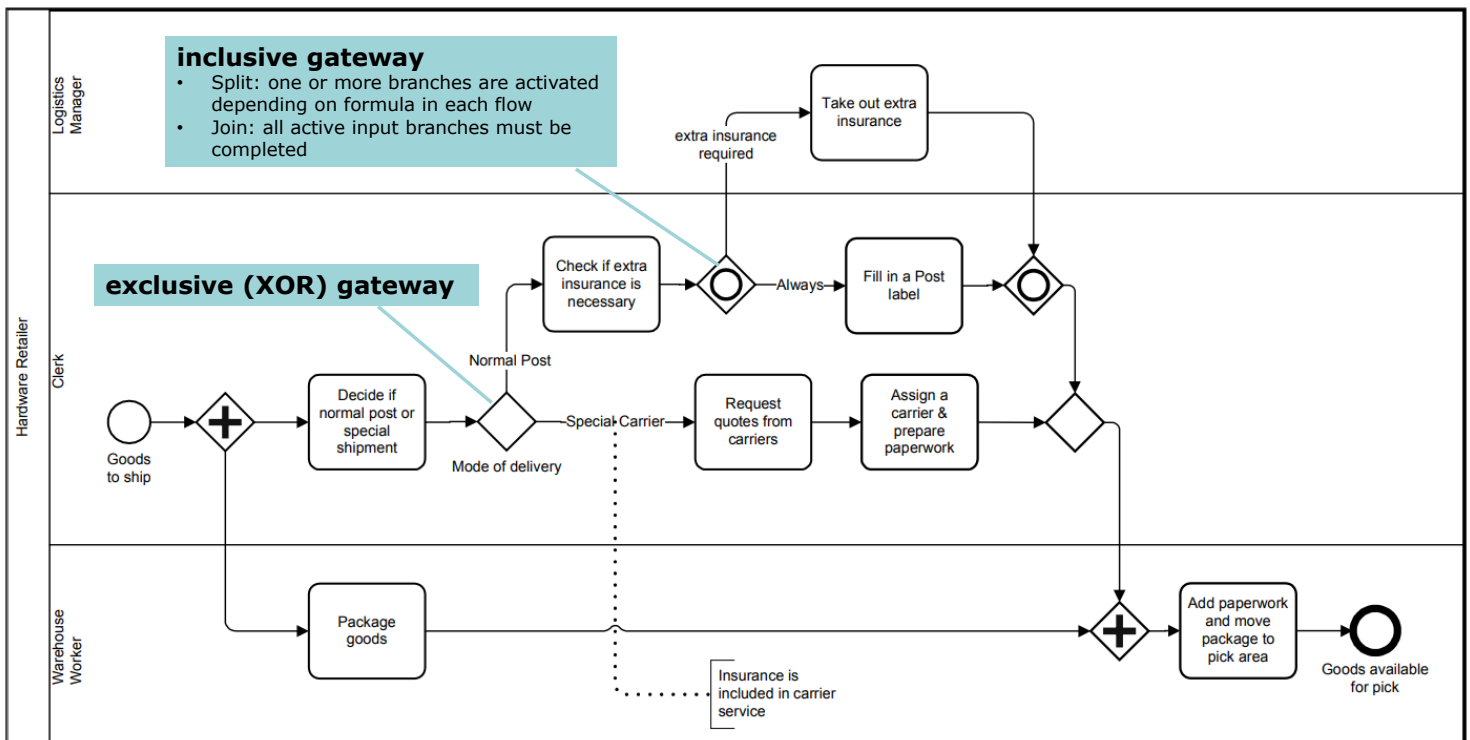 Hardware Retailer
Logistics
Manager
inclusive gateway
• Split: one or more branches are activated
depending on formula in each flow
• Join: all active input branches must be
completed
extra insurance
required
Take out extra
insurance
Clerk
exclusive (XOR) gateway
Check if extra
insurance is
necessary
Always
Fill in a Post
label
Normal Post
Goods
to ship
Decide if
normal post or
special
shipment
Mode of delivery
Special Carrier
Request
quotes from
carriers
Assign a
carrier &
prepare
paperwork
Warehouse
Worker
Package
goods
Insurance is
included in carrier
service
Add paperwork
and move
package to
pick area
Goods available
for pick